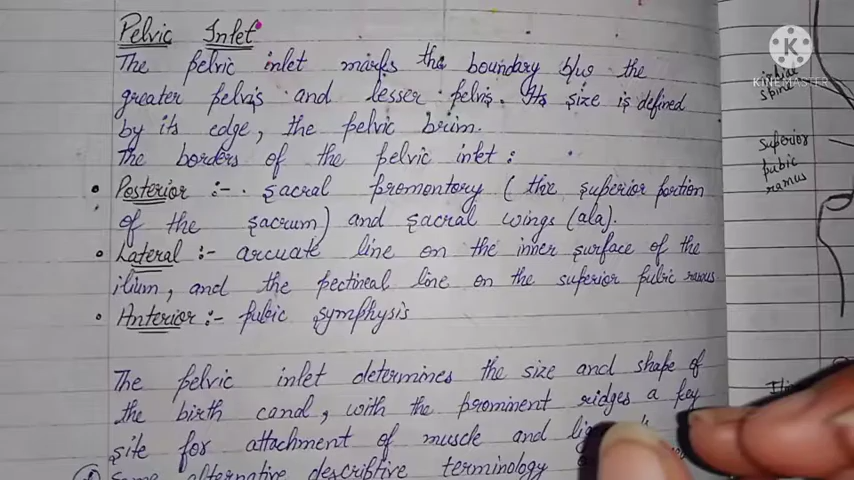 Pelvic Inlet
The pelvic inlet marks the boundary b/w the
greater pelvis and lesser pelvis. Its size is defined
by its edge, the pelvic brim.
The borders of the pelvic inlet :
• Posterior :- sacral promontory ( the superior portion
of the sacrum) and sacral wings (ala).
• Lateral :- arcuate line on the inner surface of the
ilium, and the pectineal line on the superior pubic ramus
• Anterior :- pubic symphysis
The pelvic inlet determines the size and shape of
the birth canal, with the prominent ridges a key
site for attachment of muscle and
Some alternative descriptive terminology
spine
superior
pubic
ramus
K
KINEMASTER